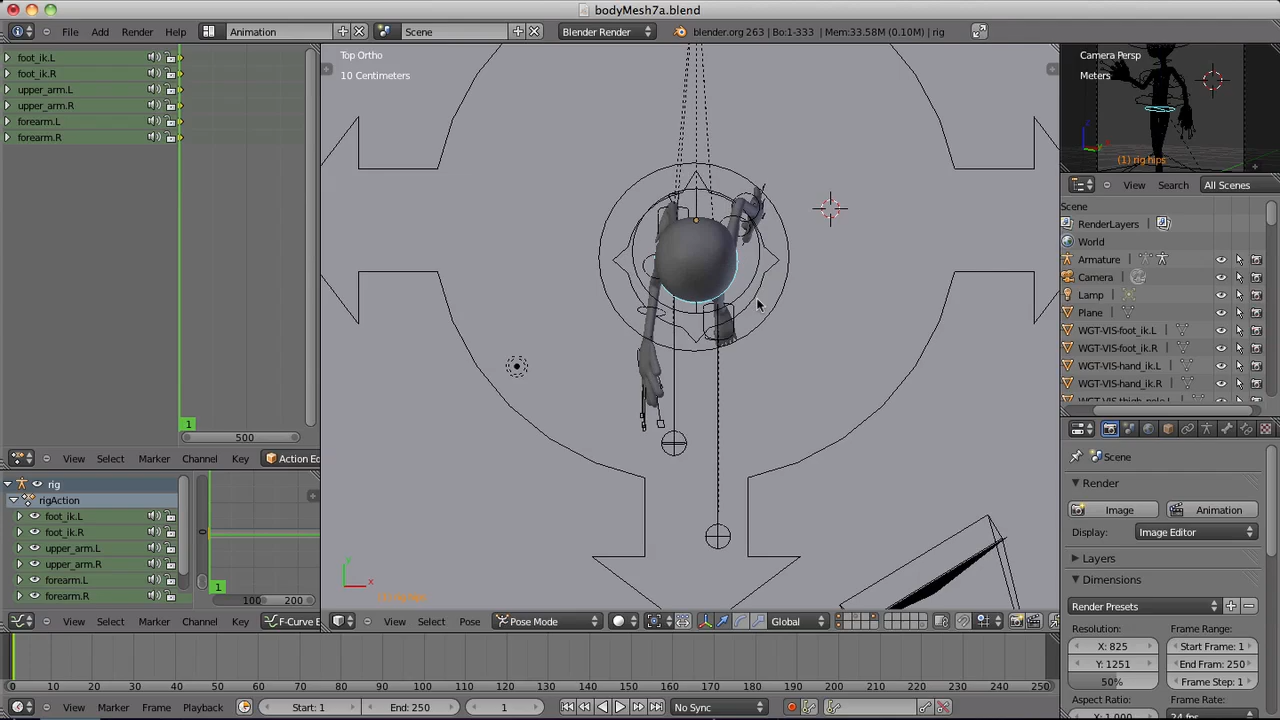 bodyMesh7a.blend
File Add Render Help Animation Scene Blender Render blender.org 263 | Bo:1-333 | Mem:33.58M (0.10M) | rig
foot_ik.L
foot_ik.R
upper_arm.L
upper_arm.R
forearm.L
forearm.R
1
500
View Select Marker Channel Key Action Ec
rig
rigAction
foot_ik.L
foot_ik.R
upper_arm.L
upper_arm.R
forearm.L
forearm.R
1
100 200
View Select Marker Channel Key F-Curve E
Top Ortho
10 Centimeters
y
x
View Select Pose Pose Mode Global
Camera Persp
Meters
(1) rig hips
View Search All Scenes
Scene
RenderLayers
World
Armature
Camera
Lamp
Plane
WGT-VIS-foot_ik.L
WGT-VIS-foot_ik.R
WGT-VIS-hand_ik.L
WGT-VIS-hand_ik.R
Scene
Render
Image Animation
Display: Image Editor
Layers
Dimensions
Render Presets
Resolution: Frame Range:
X: 825 Start Frame: 1
Y: 1251 End Fram: 250
50% Frame Step: 1
Aspect Ratio: Frame Rate:
0 10 20 30 40 50 60 70 80 90 100 110 120 130 140 150 160 170 180 190 200 210 220 230 240 250
View Marker Frame Playback Start: 1 End: 250 1 No Sync